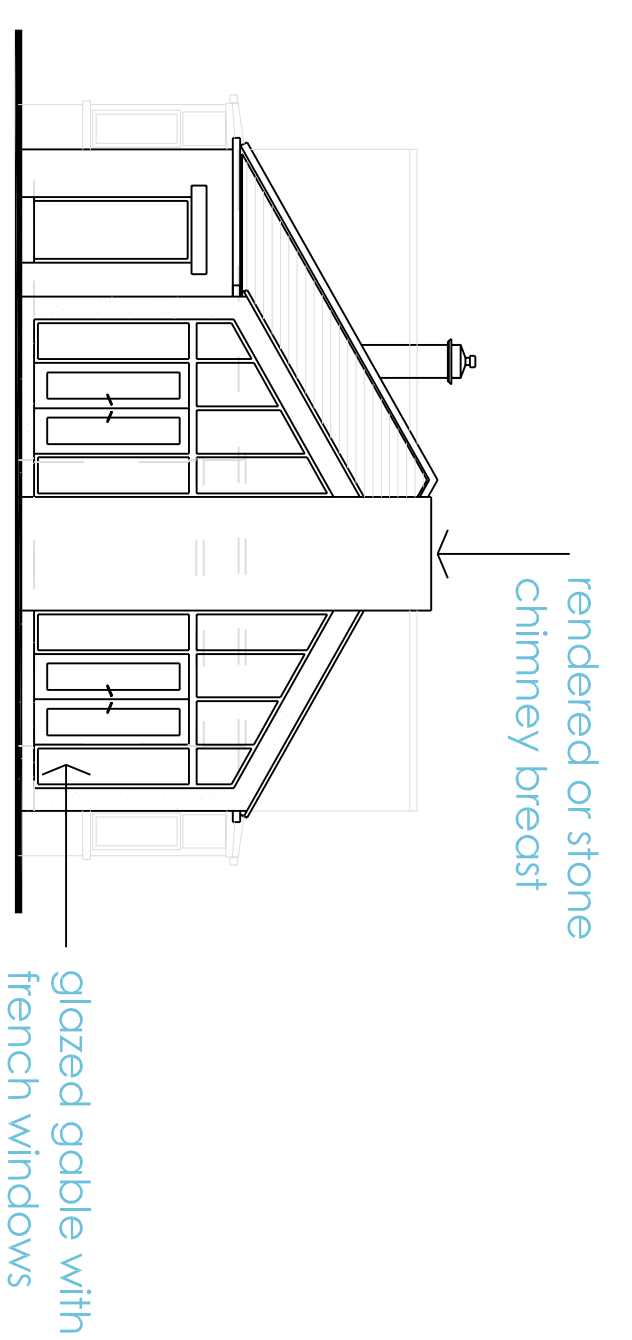 rendered or stone
chimney breast
glazed gable with
french windows